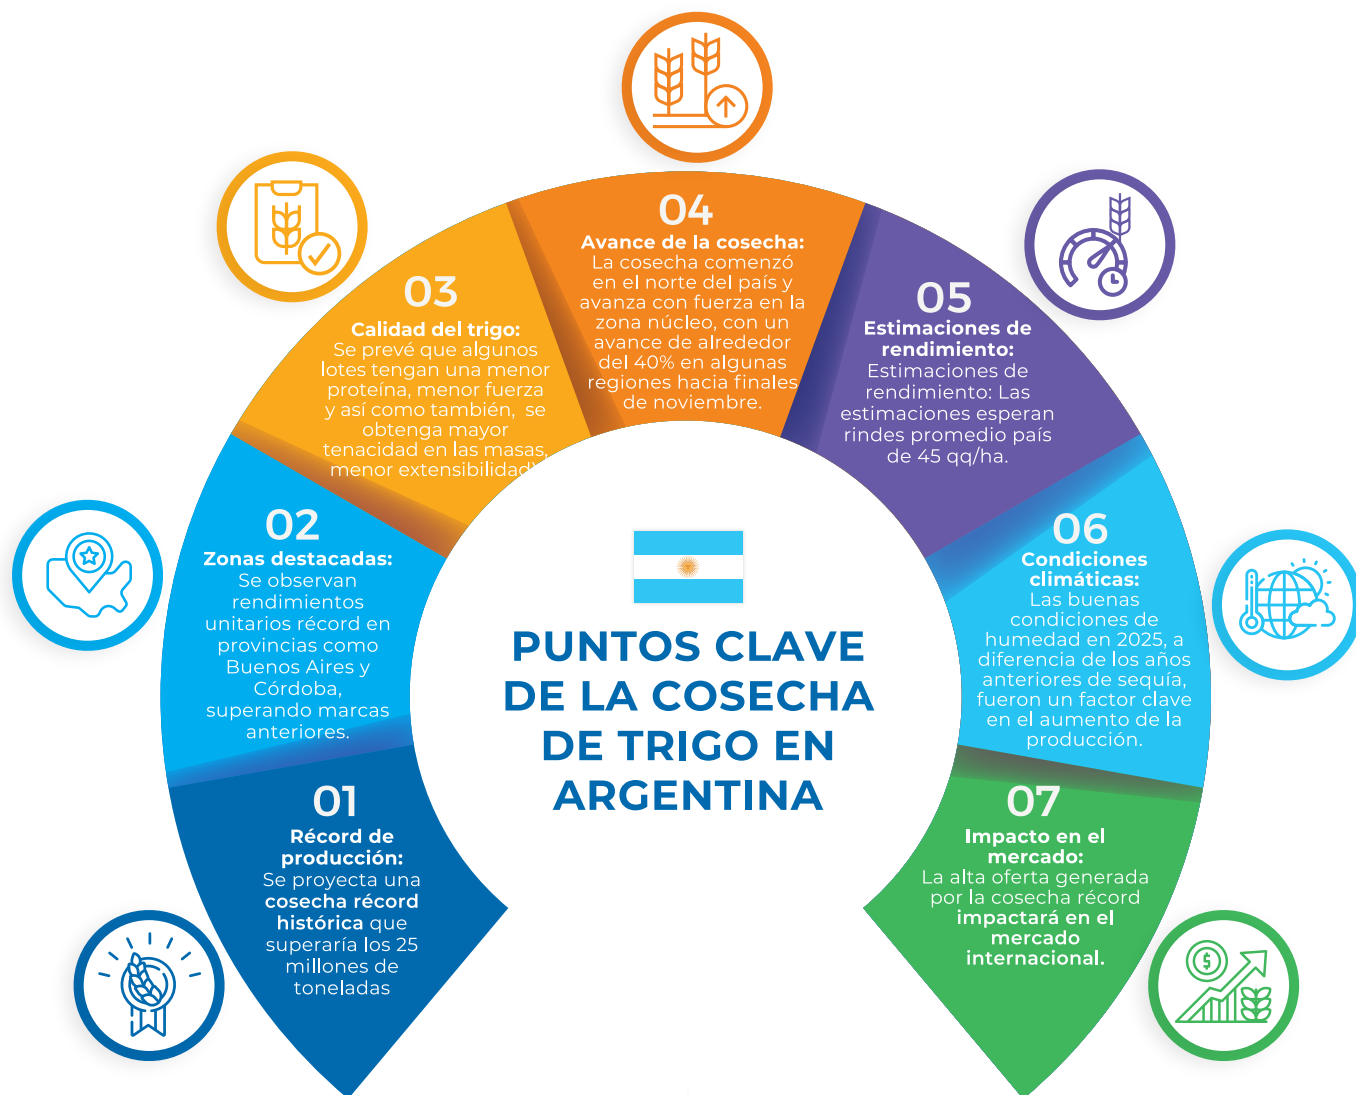 01
Récord de
producción:
Se proyecta una
cosecha récord
histórica que
superaría los 25
millones de
toneladas
02
Zonas destacadas:
Se observan
rendimientos
unitarios récord en
provincias como
Buenos Aires y
Córdoba,
superando marcas
anteriores.
03
Calidad del trigo:
Se prevé que algunos
lotes tengan una menor
proteína, menor fuerza
y así como también, se
obtenga mayor
tenacidad en las masas,
menor extensibilidad)
04
Avance de la cosecha:
La cosecha comenzó
en el norte del país y
avanza con fuerza en la
zona núcleo, con un
avance de alrededor
del 40% en algunas
regiones hacia finales
de noviembre.
05
Estimaciones de
rendimiento:
Estimaciones de
rendimiento: Las
estimaciones esperan
rindes promedio país
de 45 qq/ha.
06
Condiciones
climáticas:
Las buenas
condiciones de
humedad en 2025, a
diferencia de los años
anteriores de sequía,
fueron un factor clave
en el aumento de la
producción.
07
Impacto en el
mercado:
La alta oferta generada
por la cosecha récord
impactará en el
mercado
internacional.
PUNTOS CLAVE
DE LA COSECHA
DE TRIGO EN
ARGENTINA
$